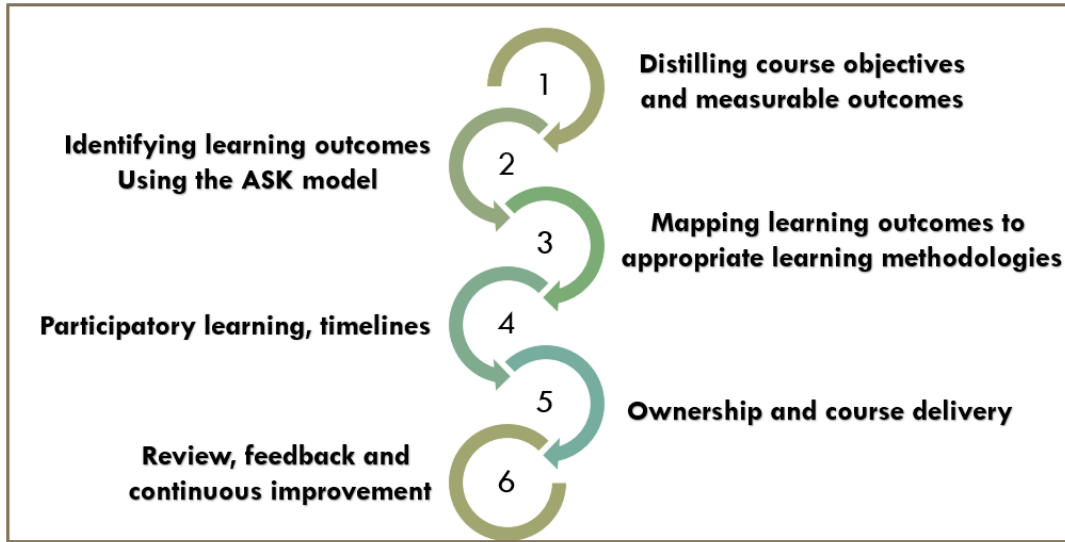 1
Distilling course objectives
and measurable outcomes
Identifying learning outcomes
Using the ASK model
2
3
Mapping learning outcomes to
appropriate learning methodologies
Participatory learning, timelines
4
5
Ownership and course delivery
Review, feedback and
continuous improvement
6